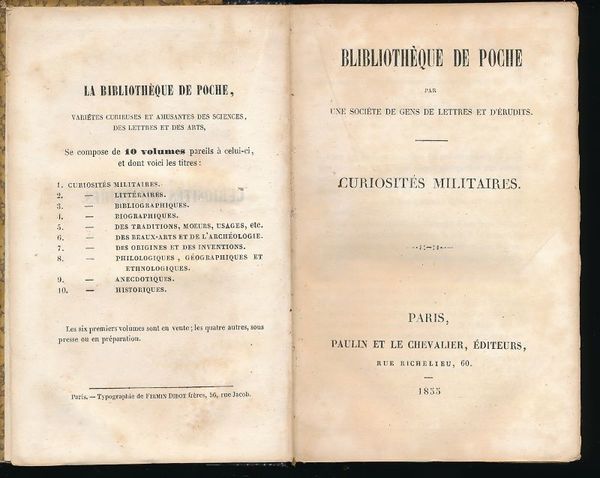 LA BIBLIOTHÈQUE DE POCHE,
VARIÉTÉS CURIEUSES ET AMUSANTES DES SCIENCES,
DES LETTRES ET DES ARTS,
Se compose de 10 volumes pareils à celui-ci,
et dont voici les titres :
1. CURIOSITÉS MILITAIRES.
2. — LITTÉRAIRES.
3. — BIBLIOGRAPHIQUES.
4. — BIOGRAPHIQUES.
5. — DES TRADITIONS, MOEURS, USAGES, etc.
6. — DES BEAUX-ARTS ET DE L'ARCHÉOLOGIE.
7. — DES ORIGINES ET DES INVENTIONS.
8. — PHILOLOGIQUES, GÉOGRAPHIQUES ET
ETHNOLOGIQUES.
9. — ANECDOTIQUES.
10. — HISTORIQUES.
Les six premiers volumes sont en vente ; les quatre autres, sous
presse ou en préparation.
Paris. — Typographie de FIRMIN DIDOT frères, 56, rue Jacob.
BLIBLIOTHÈQUE DE POCHE
PAR
UNE SOCIÉTÉ DE GENS DE LETTRES ET D'ÉRUDITS.
CURIOSITÉS MILITAIRES.
PARIS,
PAULIN ET LE CHEVALIER, ÉDITEURS,
RUE RICHELIEU, 60.
1855